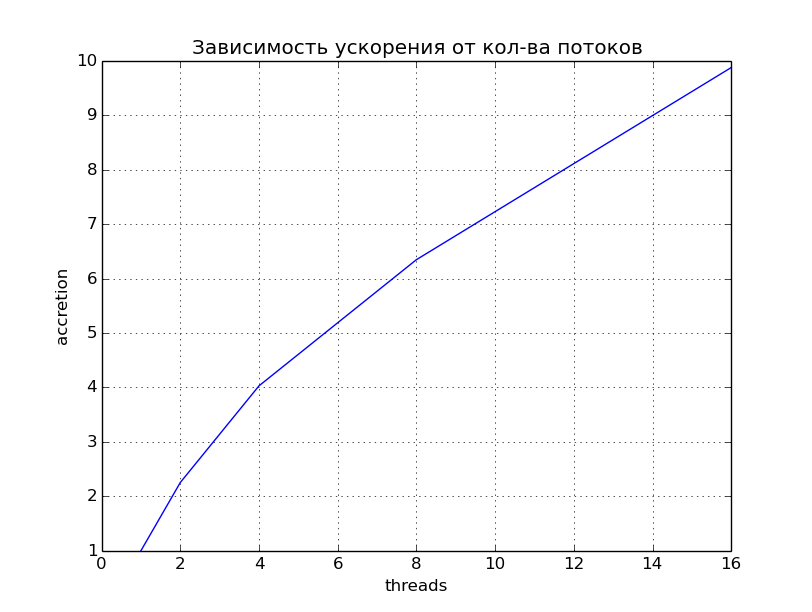 Зависимость ускорения от кол-ва потоков
10
9
8
7
6
5
4
3
2
1
accretion
0 2 4 6 8 10 12 14 16
threads